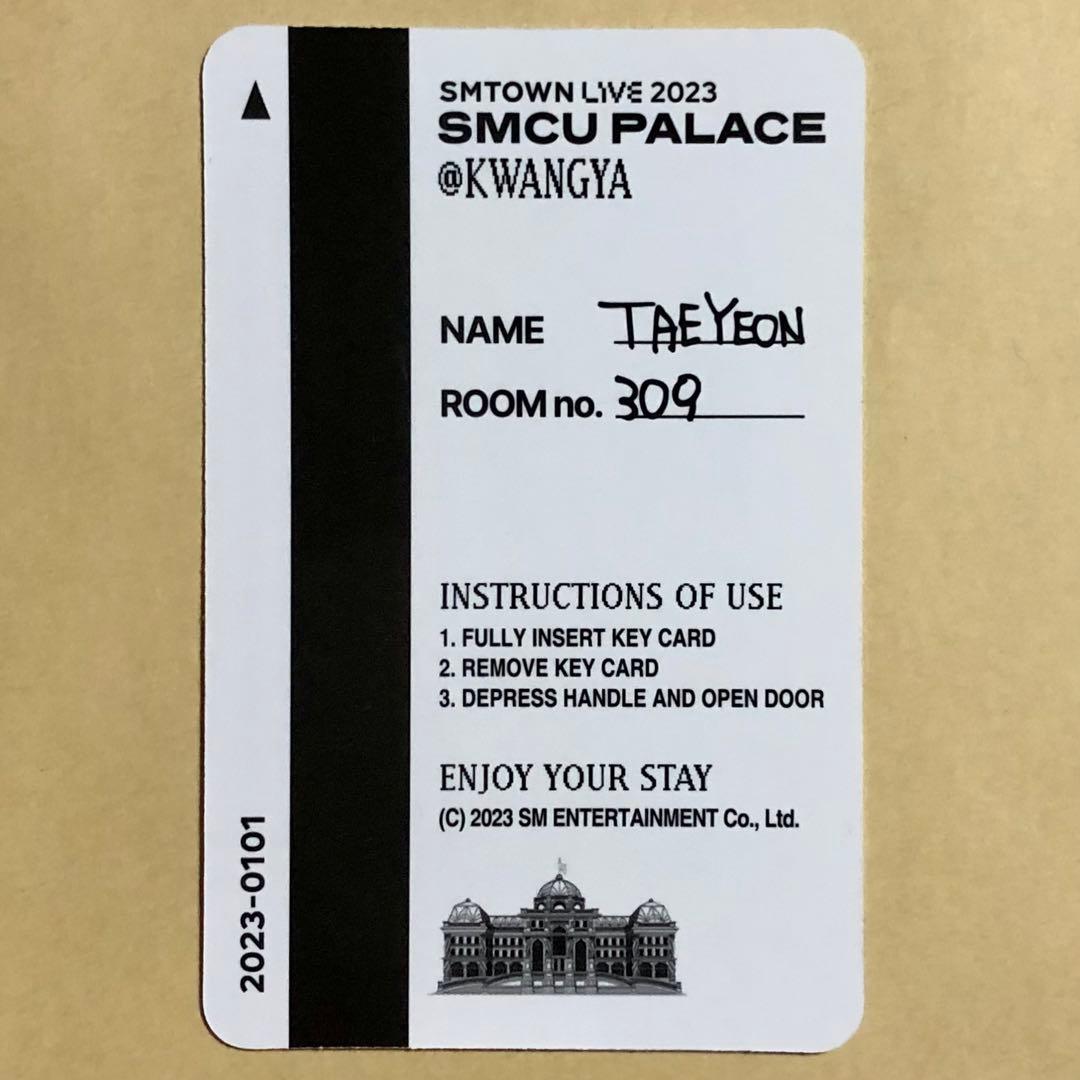 SMTOWN LIVE 2023
SMCU PALACE
@KWANGYA
NAME TAEYEON
ROOM no. 309
INSTRUCTIONS OF USE
1. FULLY INSERT KEY CARD
2. REMOVE KEY CARD
3. DEPRESS HANDLE AND OPEN DOOR
ENJOY YOUR STAY
(C) 2023 SM ENTERTAINMENT Co., Ltd.
2023-0101